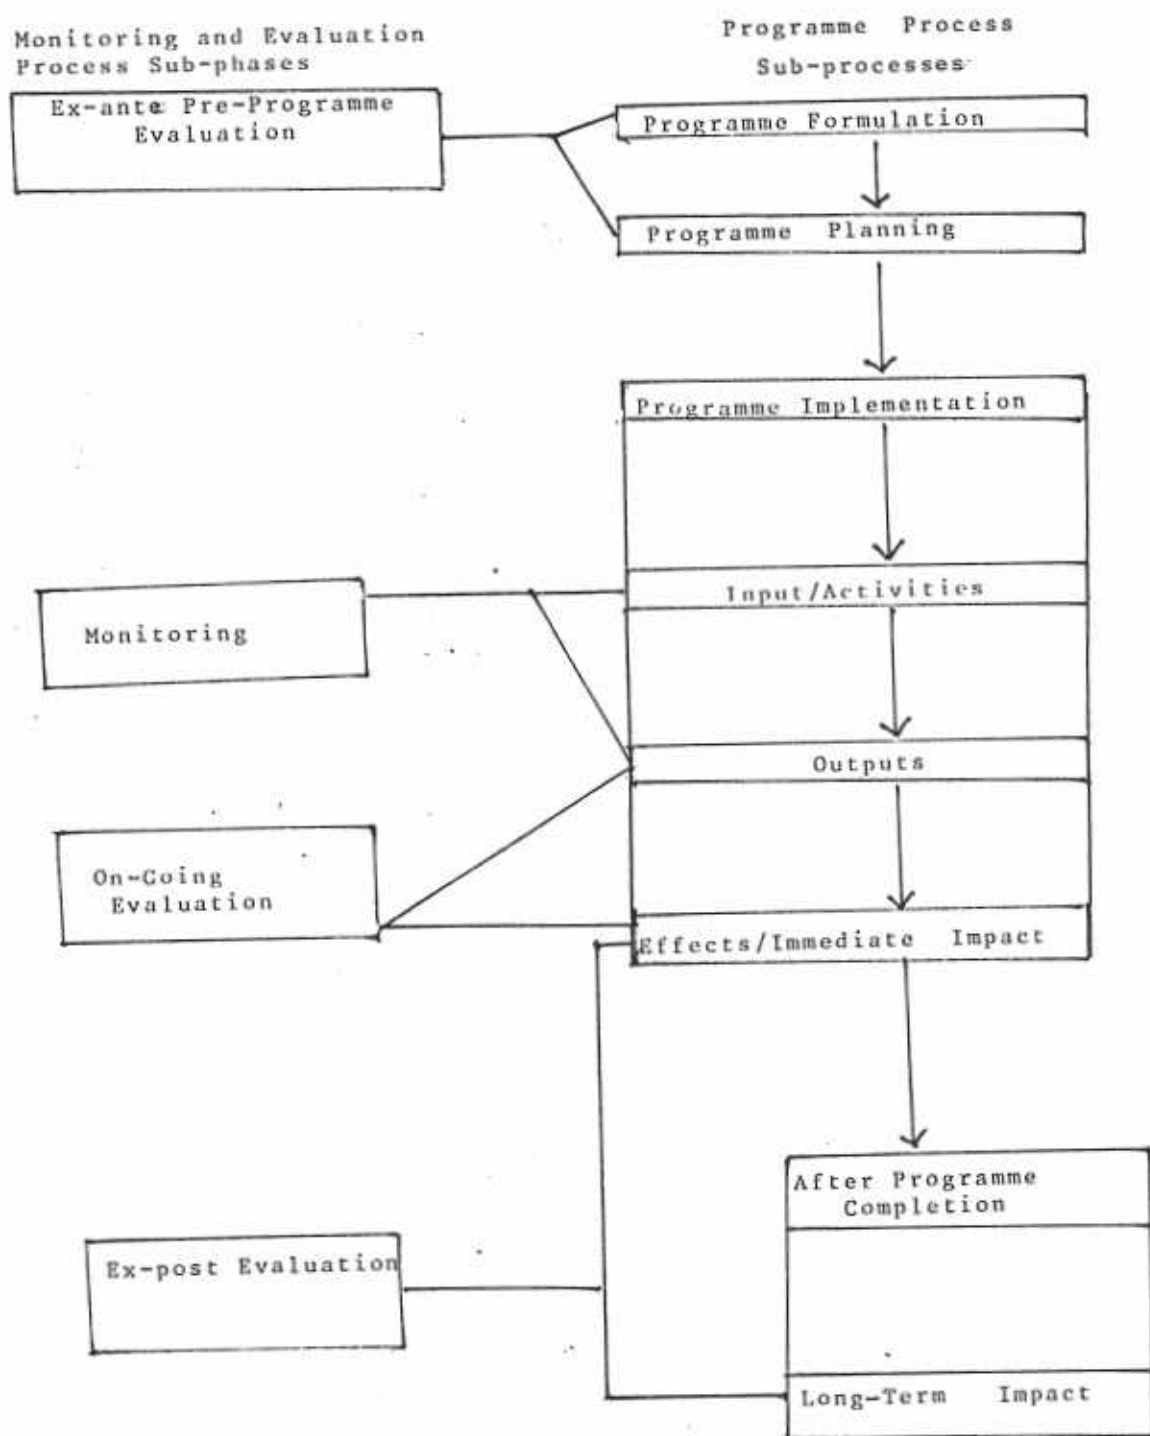 Monitoring and Evaluation
Process Sub-phases
Programme Process
Sub-processes
Ex-ante Pre-Programme
Evaluation
Programme Formulation
Programme Planning
Programme Implementation
Input/Activities
Monitoring
Outputs
On-Going
Evaluation
Effects/Immediate Impact
After Programme
Completion
Ex-post Evaluation
Long-Term Impact